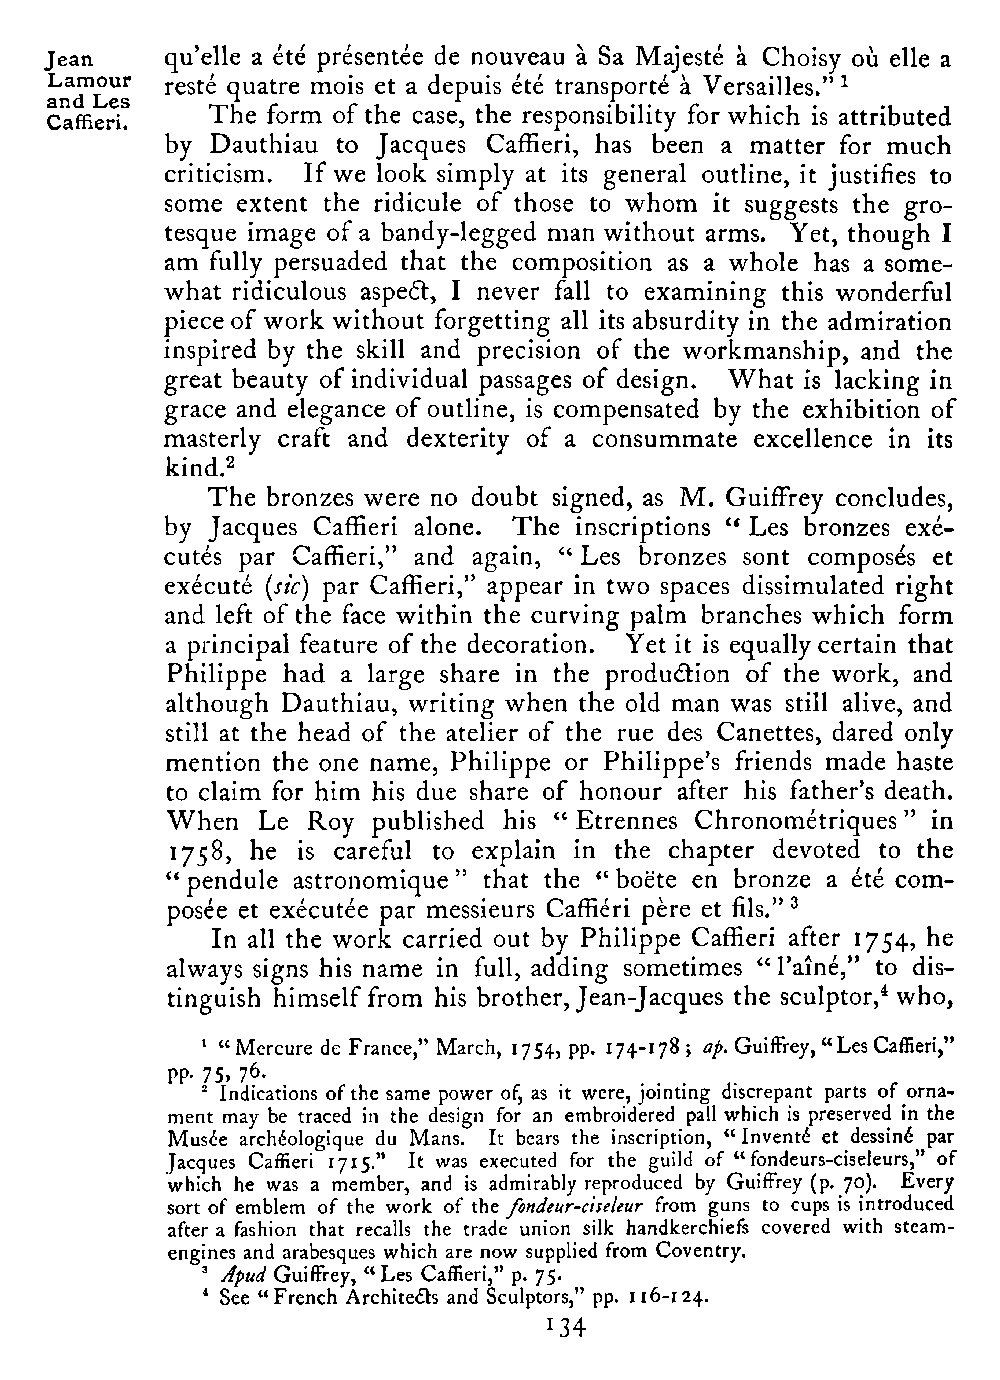 Jean
Lamour
and Les
Caffieri.
qu'elle a été présentée de nouveau à Sa Majesté à Choisy où elle a
resté quatre mois et a depuis été transporté à Versailles.” ¹
The form of the case, the responsibility for which is attributed
by Dauthiau to Jacques Caffieri, has been a matter for much
criticism. If we look simply at its general outline, it justifies to
some extent the ridicule of those to whom it suggests the gro-
tesque image of a bandy-legged man without arms. Yet, though I
am fully persuaded that the composition as a whole has a some-
what ridiculous aspect, I never fall to examining this wonderful
piece of work without forgetting all its absurdity in the admiration
inspired by the skill and precision of the workmanship, and the
great beauty of individual passages of design. What is lacking in
grace and elegance of outline, is compensated by the exhibition of
masterly craft and dexterity of a consummate excellence in its
kind.²
The bronzes were no doubt signed, as M. Guiffrey concludes,
by Jacques Caffieri alone. The inscriptions “Les bronzes exé-
cutés par Caffieri,” and again, “Les bronzes sont composés et
exécuté (sic) par Caffieri,” appear in two spaces dissimulated right
and left of the face within the curving palm branches which form
a principal feature of the decoration. Yet it is equally certain that
Philippe had a large share in the production of the work, and
although Dauthiau, writing when the old man was still alive, and
still at the head of the atelier of the rue des Canettes, dared only
mention the one name, Philippe or Philippe's friends made haste
to claim for him his due share of honour after his father's death.
When Le Roy published his “Etrennes Chronométriques” in
1758, he is careful to explain in the chapter devoted to the
“pendule astronomique” that the “boëte en bronze a été com-
posée et exécutée par messieurs Caffiéri père et fils.” ³
In all the work carried out by Philippe Caffieri after 1754, he
always signs his name in full, adding sometimes “l'aîné,” to dis-
tinguish himself from his brother, Jean-Jacques the sculptor,⁴ who,
¹ “Mercure de France,” March, 1754, pp. 174-178; ap. Guiffrey, “Les Caffieri,”
pp. 75, 76.
² Indications of the same power of, as it were, jointing discrepant parts of orna-
ment may be traced in the design for an embroidered pall which is preserved in the
Musée archéologique du Mans. It bears the inscription, “Inventé et dessiné par
Jacques Caffieri 1715.” It was executed for the guild of “fondeurs-ciseleurs,” of
which he was a member, and is admirably reproduced by Guiffrey (p. 70). Every
sort of emblem of the work of the fondeur-ciseleur from guns to cups is introduced
after a fashion that recalls the trade union silk handkerchiefs covered with steam-
engines and arabesques which are now supplied from Coventry.
³ Apud Guiffrey, “Les Caffieri,” p. 75.
⁴ See “French Architects and Sculptors,” pp. 116-124.
134